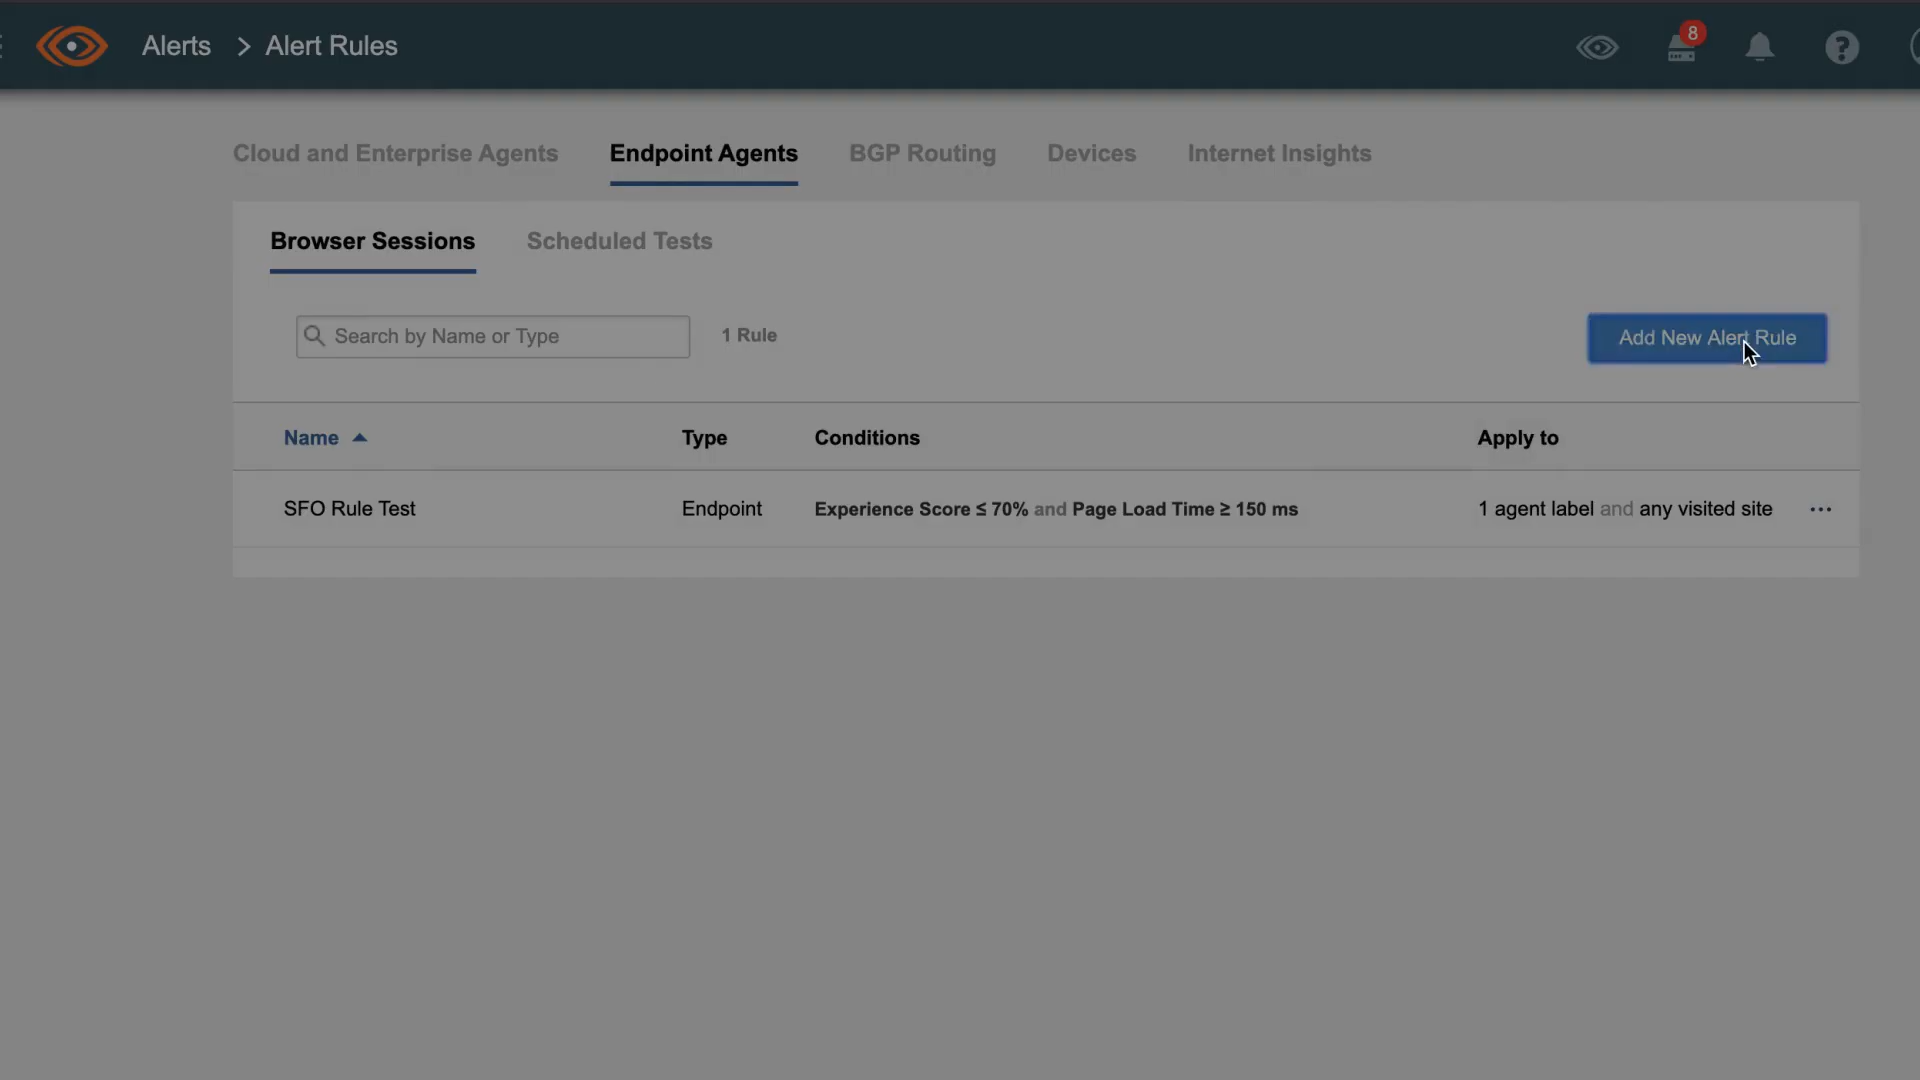 Alerts > Alert Rules
8
?
Cloud and Enterprise Agents
Endpoint Agents
BGP Routing
Devices
Internet Insights
Browser Sessions
Scheduled Tests
Search by Name or Type
1 Rule
Add New Alert Rule
Name
Type
Conditions
Apply to
SFO Rule Test
Endpoint
Experience Score ≤ 70% and Page Load Time ≥ 150 ms
1 agent label and any visited site